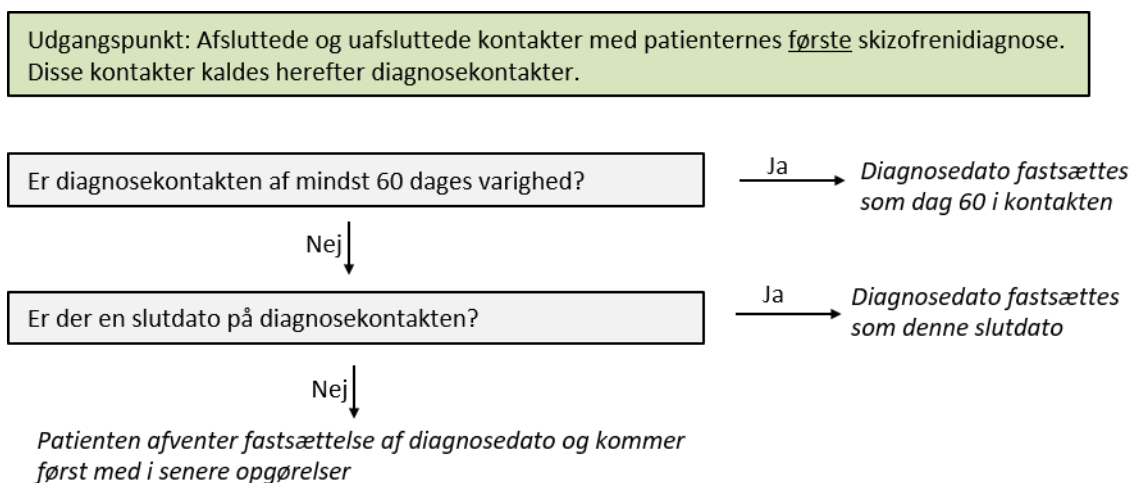 Udgangspunkt: Afsluttede og uafsluttede kontakter med patienternes første skizofrenidiagnose.
Disse kontakter kaldes herefter diagnosekontakter.
Er diagnosekontakten af mindst 60 dages varighed?
Ja
Diagnosedato fastsættes
som dag 60 i kontakten
Nej
Er der en slutdato på diagnosekontakten?
Ja
Diagnosedato fastsættes
som denne slutdato
Nej
Patienten afventer fastsættelse af diagnosedato og kommer
først med i senere opgørelser